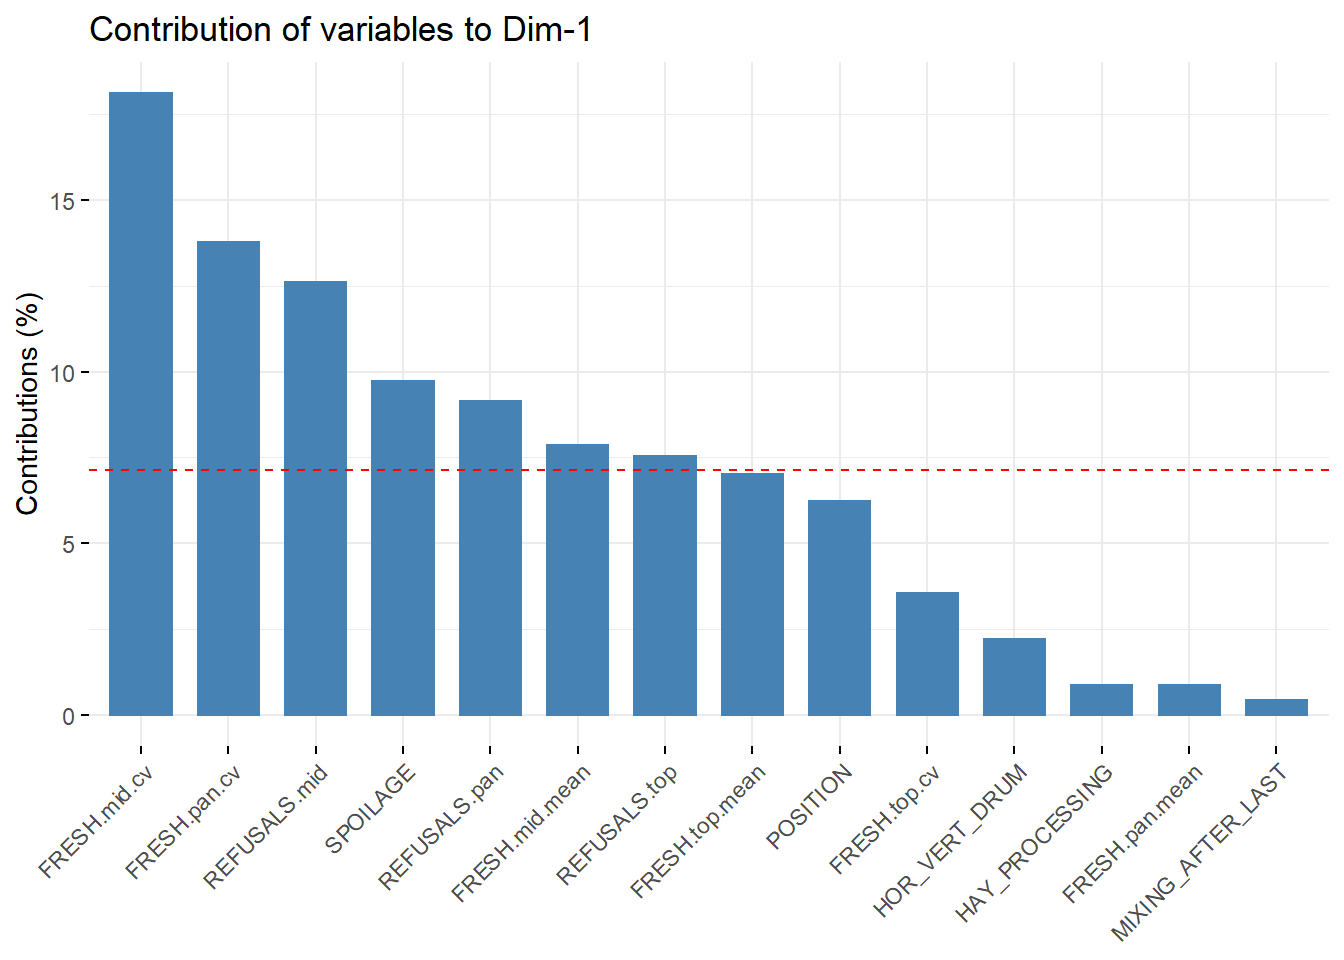 Contribution of variables to Dim-1
Contributions (%)
15
10
5
0
FRESH.mid.cv
FRESH.pan.cv
REFUSALS.mid
SPOILAGE
REFUSALS.pan
FRESH.mid.mean
REFUSALS.top
FRESH.top.mean
POSITION
FRESH.top.cv
HOR_VERT_DRUM
HAY_PROCESSING
FRESH.pan.mean
MIXING_AFTER_LAST